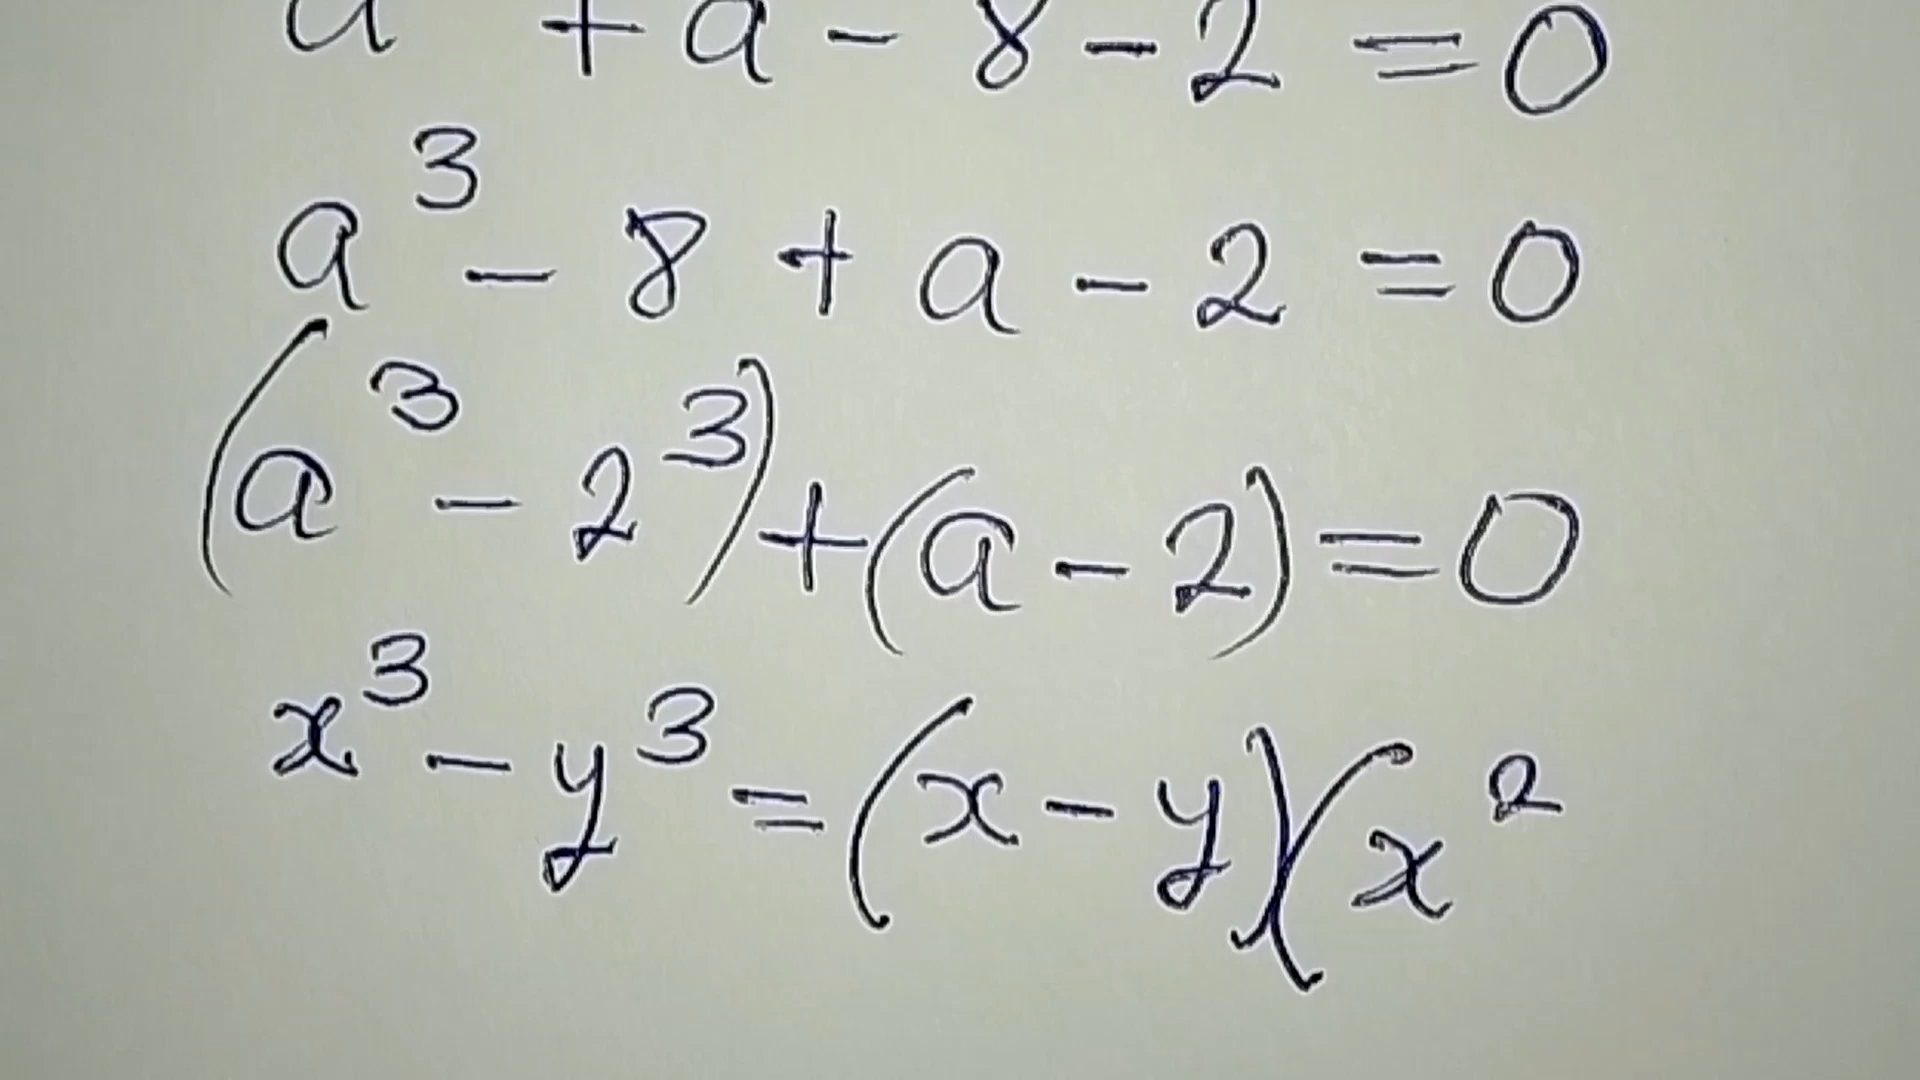 a + a - 8 - 2 = 0
a³ - 8 + a - 2 = 0
(a³ - 2³) + (a - 2) = 0
x³ - y³ = (x - y)(x²